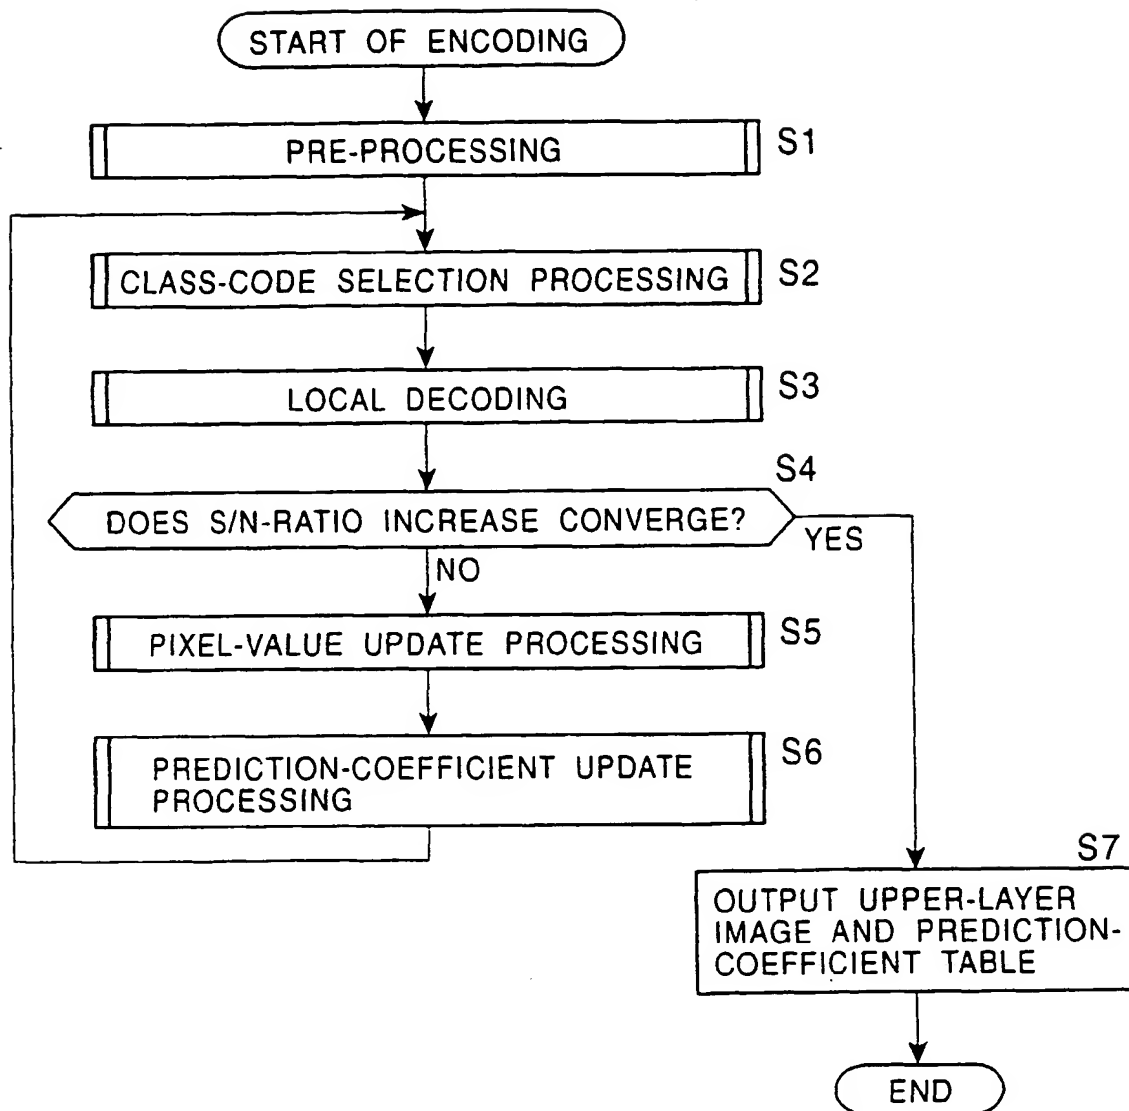 START OF ENCODING
PRE-PROCESSING
S1
CLASS-CODE SELECTION PROCESSING
S2
LOCAL DECODING
S3
S4
DOES S/N-RATIO INCREASE CONVERGE?
YES
NO
PIXEL-VALUE UPDATE PROCESSING
S5
PREDICTION-COEFFICIENT UPDATE
PROCESSING
S6
S7
OUTPUT UPPER-LAYER
IMAGE AND PREDICTION-
COEFFICIENT TABLE
END